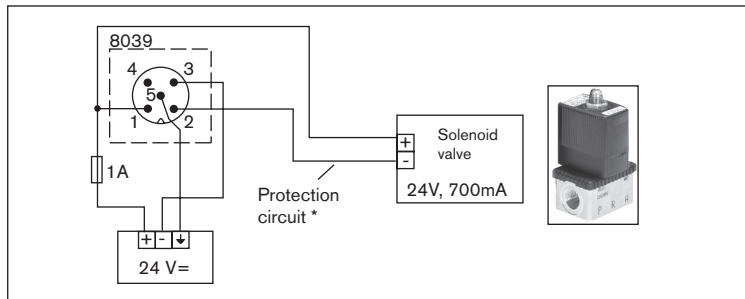 8039
4 3
5
1 2
1A
+ - 
24 V=
Protection
circuit *
+
-
Solenoid
valve
24V, 700mA
P R A